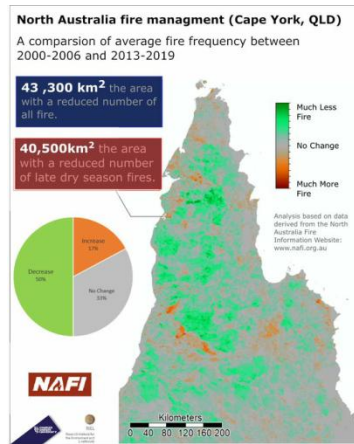 North Australia fire managment (Cape York, QLD)
A comparsion of average fire frequency between
2000-2006 and 2013-2019
43 ,300 km² the area
with a reduced number of
all fire.
40,500km² the area
with a reduced number
of late dry season fires.
Much Less
Fire
No Change
Much More
Fire
Analysis based on data
derived from the North
Australia Fire
Information Website:
www.nafi.org.au
Increase
17%
Decrease
50%
No Change
33%
NAFI
Kilometers
0 40 80 120 160 200